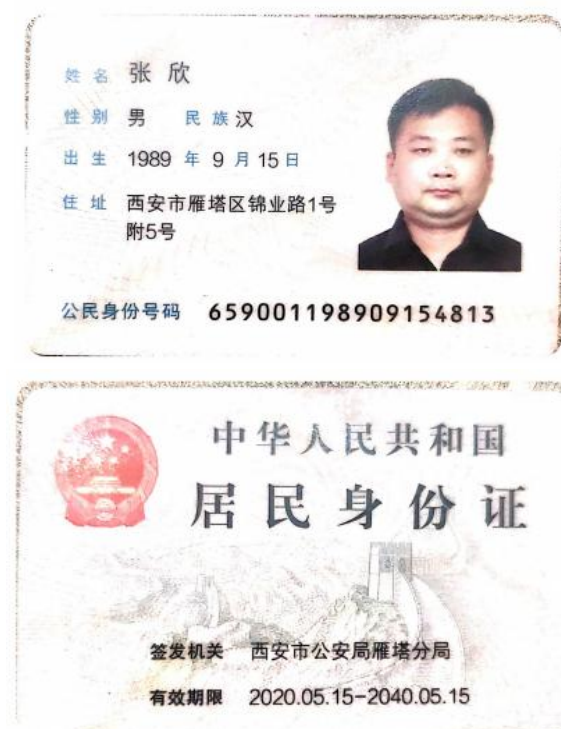 姓名 张欣
性别 男 民族 汉
出生 1989 年 9 月 15 日
住址 西安市雁塔区锦业路1号
附5号
公民身份号码 659001198909154813
中华人民共和国
居民身份证
签发机关 西安市公安局雁塔分局
有效期限 2020.05.15-2040.05.15